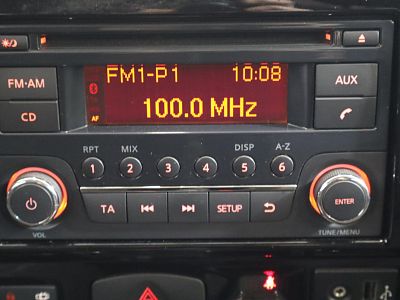 FM1-P1 10:08
FM·AM
AUX
AF
100.0 MHz
CD
RPT MIX DISP A-Z
1 2 3 4 5 6
TA SETUP ENTER
VOL TUNE/MENU